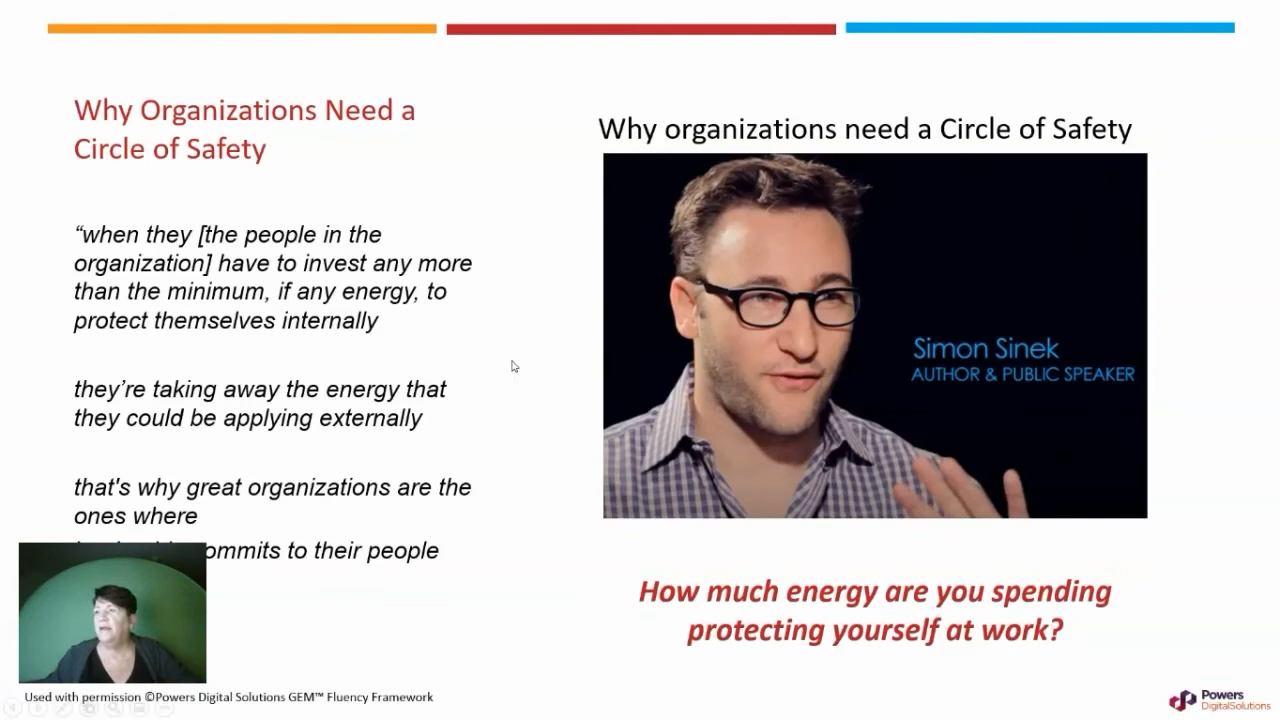 Why Organizations Need a
Circle of Safety
“when they [the people in the
organization] have to invest any more
than the minimum, if any energy, to
protect themselves internally
they’re taking away the energy that
they could be applying externally
that's why great organizations are the
ones where
commits to their people
Why organizations need a Circle of Safety
Simon Sinek
AUTHOR & PUBLIC SPEAKER
How much energy are you spending
protecting yourself at work?
Used with permission ©Powers Digital Solutions GEM™ Fluency Framework
Powers
DigitalSolutions